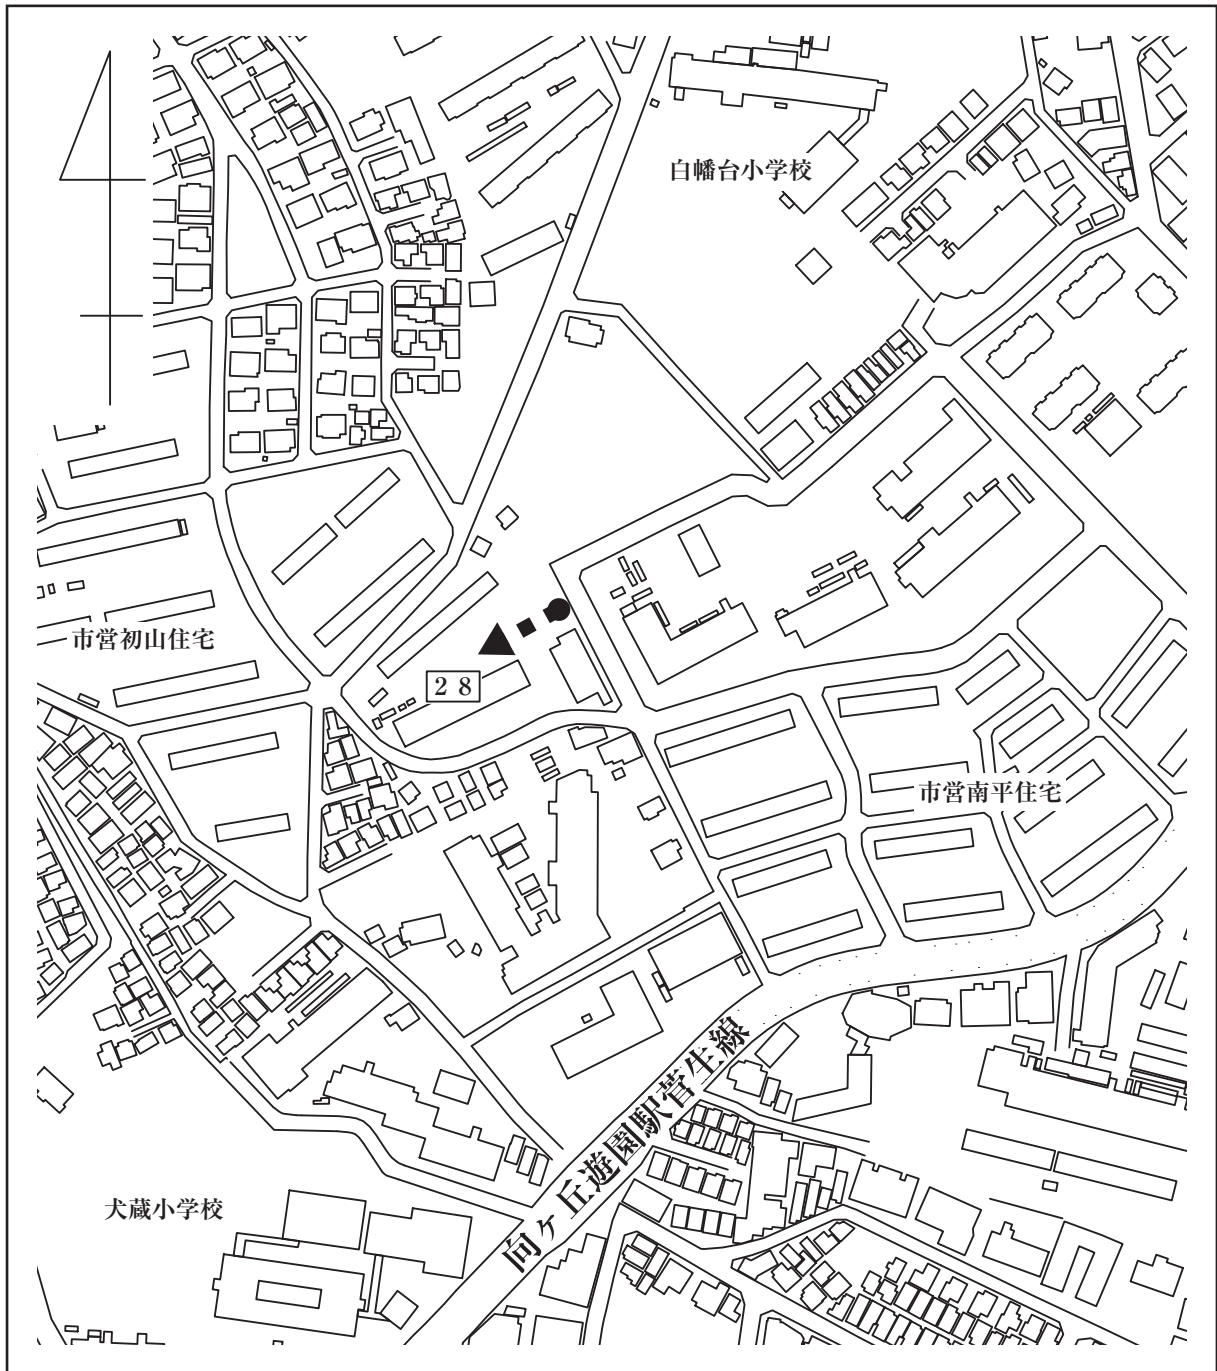 白幡台小学校
市営初山住宅
２８
市営南平住宅
向ヶ丘遊園駅菅生線
犬蔵小学校